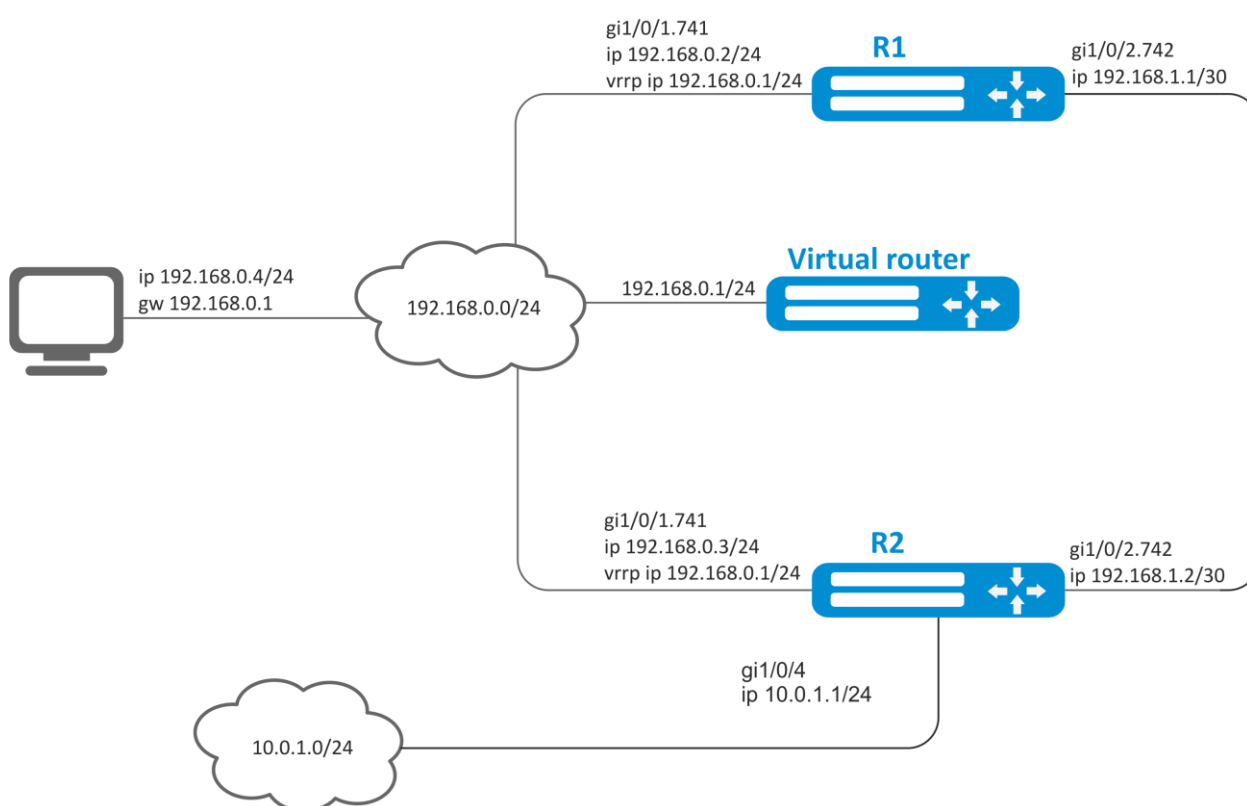 gi1/0/1.741
ip 192.168.0.2/24
vrrp ip 192.168.0.1/24
R1
gi1/0/2.742
ip 192.168.1.1/30
ip 192.168.0.4/24
gw 192.168.0.1
192.168.0.0/24
192.168.0.1/24
Virtual router
gi1/0/1.741
ip 192.168.0.3/24
vrrp ip 192.168.0.1/24
R2
gi1/0/2.742
ip 192.168.1.2/30
gi1/0/4
ip 10.0.1.1/24
10.0.1.0/24